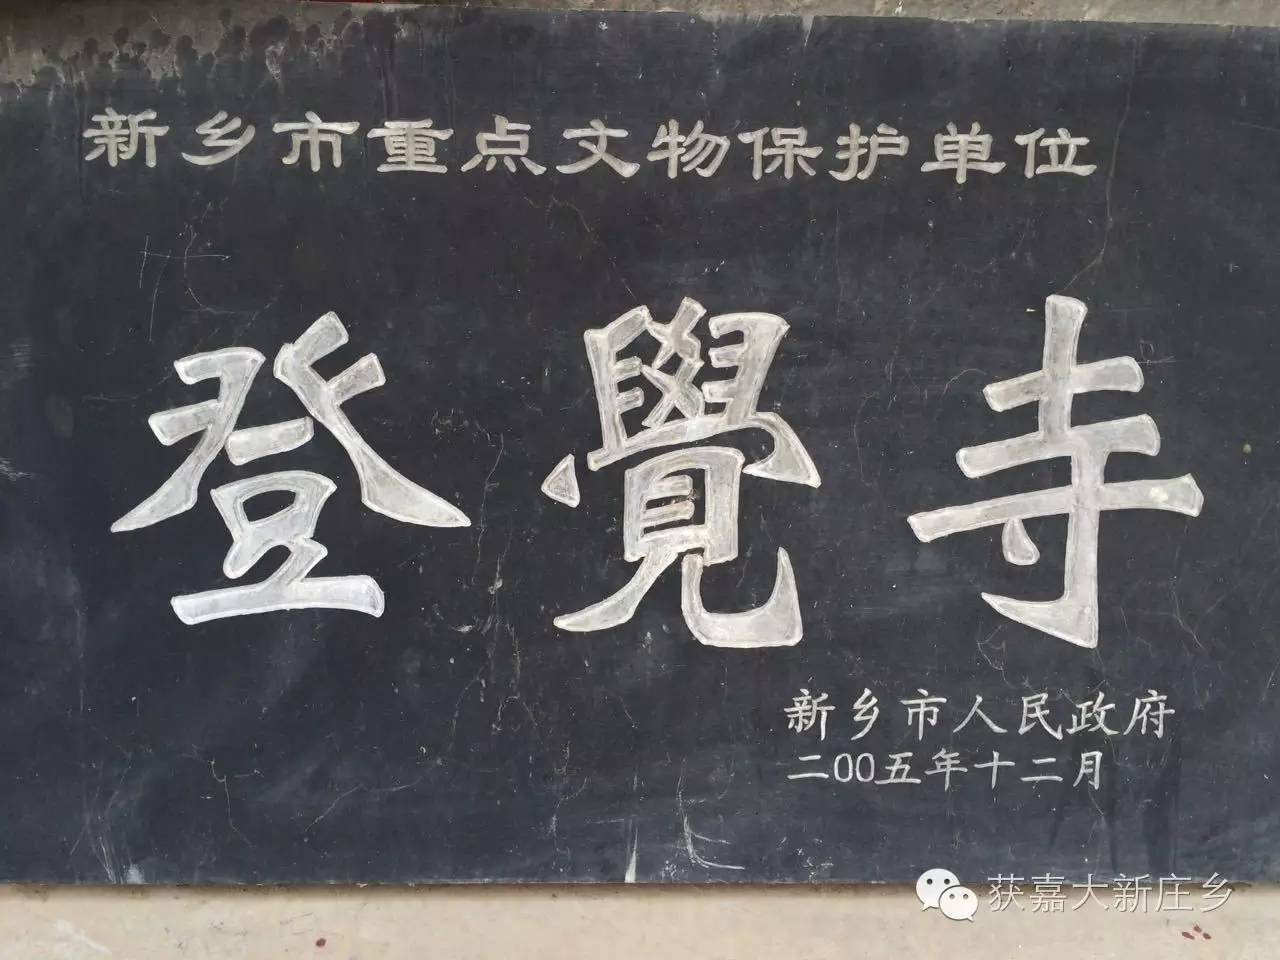 新乡市重点文物保护单位
登覺寺
新乡市人民政府
二00五年十二月
获嘉大新庄乡